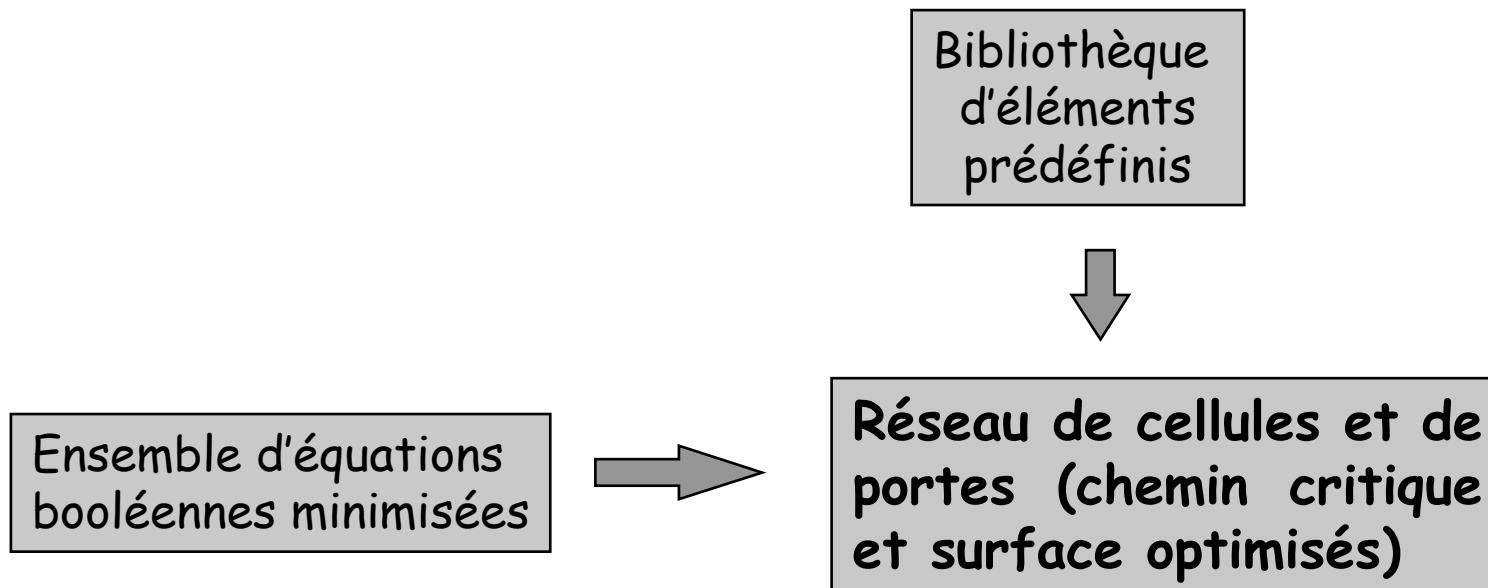 Bibliothèque
d'éléments
prédéfinis
Ensemble d'équations
booléennes minimisées
Réseau de cellules et de
portes (chemin critique
et surface optimisés)